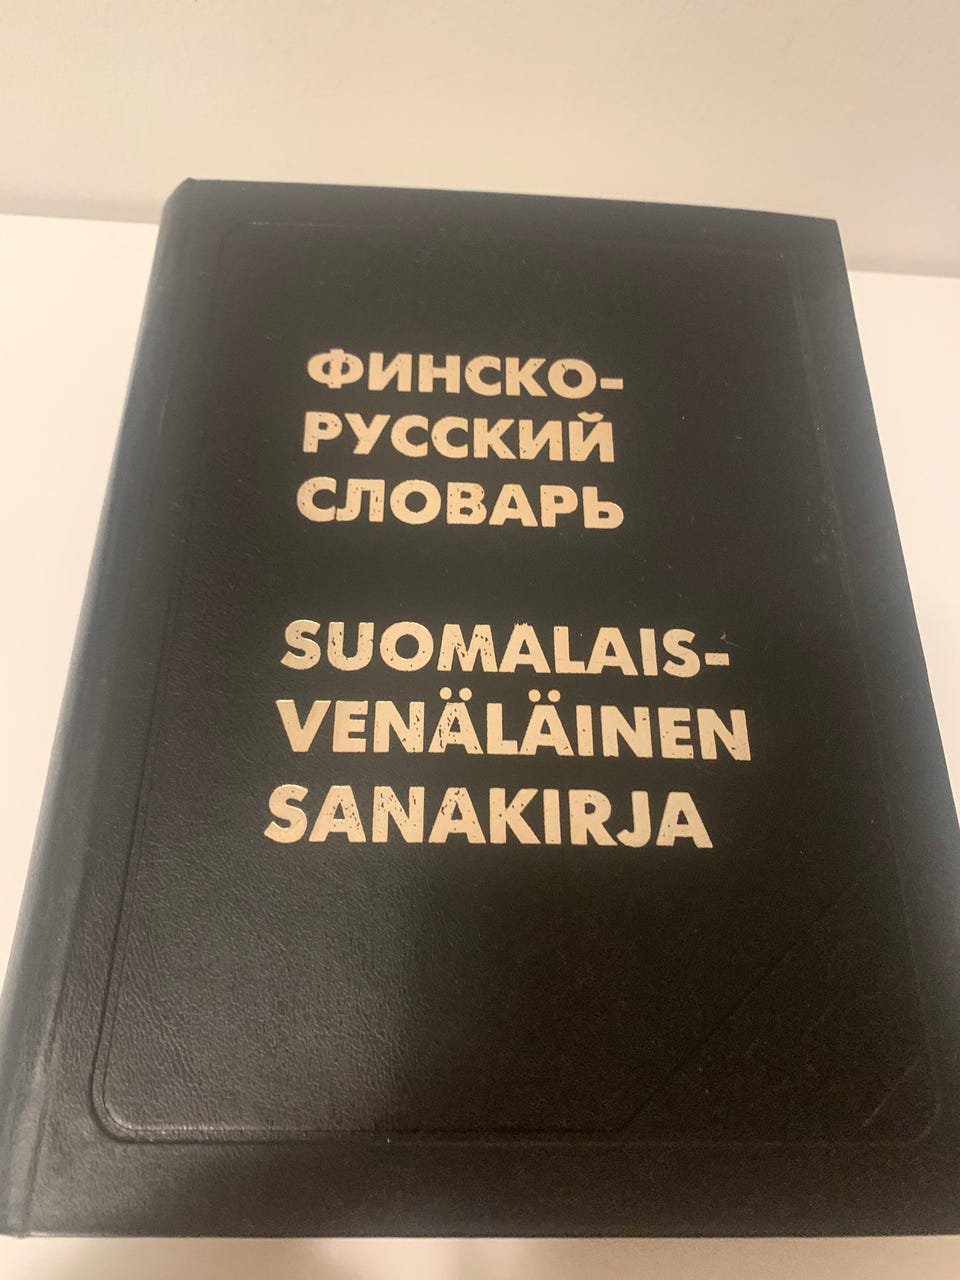 ФИНСКО-
РУССКИЙ
СЛОВАРЬ
SUOMALAIS-
VENÄLÄINEN
SANAKIRJA